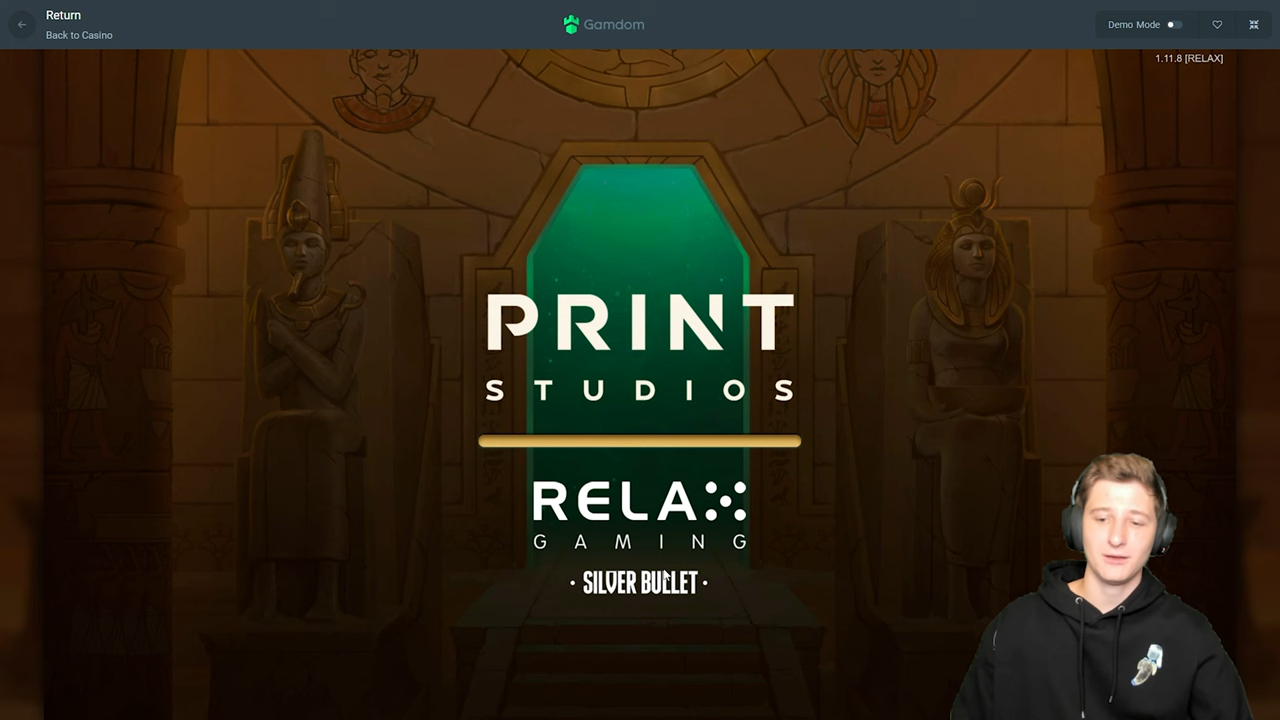 Return
Back to Casino
Gamdom
Demo Mode
1.11.8 [RELAX]
PRINT
STUDIOS
RELAX
GAMING
· SILVER BULLET ·